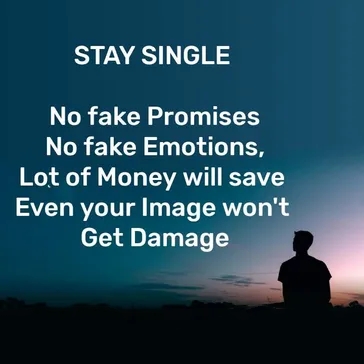 STAY SINGLE
No fake Promises
No fake Emotions,
Lot of Money will save
Even your Image won't
Get Damage